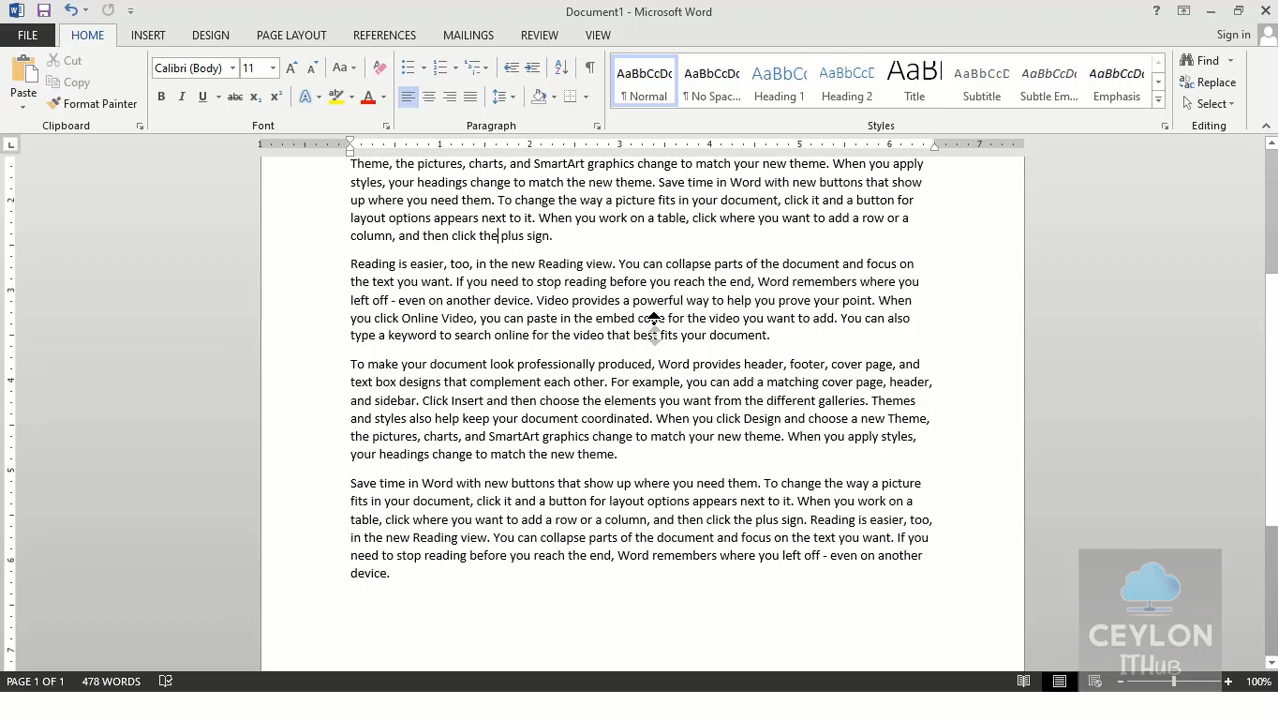 Document1 - Microsoft Word
FILE HOME INSERT DESIGN PAGE LAYOUT REFERENCES MAILINGS REVIEW VIEW Sign in
Paste
Cut
Copy
Format Painter
Clipboard
Calibri (Body) 11
Font
Paragraph
AaBbCcDc AaBbCcDc AaBbCc AaBbCcC AaBl AaBbCcC AaBbCcDc AaBbCcDc
¶ Normal ¶ No Spac... Heading 1 Heading 2 Title Subtitle Subtle Em... Emphasis
Styles
Find
Replace
Select
Editing
1 1 2 3 4 5 6 7
Theme, the pictures, charts, and SmartArt graphics change to match your new theme. When you apply
styles, your headings change to match the new theme. Save time in Word with new buttons that show
up where you need them. To change the way a picture fits in your document, click it and a button for
layout options appears next to it. When you work on a table, click where you want to add a row or a
column, and then click the plus sign.
Reading is easier, too, in the new Reading view. You can collapse parts of the document and focus on
the text you want. If you need to stop reading before you reach the end, Word remembers where you
left off - even on another device. Video provides a powerful way to help you prove your point. When
you click Online Video, you can paste in the embed code for the video you want to add. You can also
type a keyword to search online for the video that best fits your document.
To make your document look professionally produced, Word provides header, footer, cover page, and
text box designs that complement each other. For example, you can add a matching cover page, header,
and sidebar. Click Insert and then choose the elements you want from the different galleries. Themes
and styles also help keep your document coordinated. When you click Design and choose a new Theme,
the pictures, charts, and SmartArt graphics change to match your new theme. When you apply styles,
your headings change to match the new theme.
Save time in Word with new buttons that show up where you need them. To change the way a picture
fits in your document, click it and a button for layout options appears next to it. When you work on a
table, click where you want to add a row or a column, and then click the plus sign. Reading is easier, too,
in the new Reading view. You can collapse parts of the document and focus on the text you want. If you
need to stop reading before you reach the end, Word remembers where you left off - even on another
device.
CEYLON
ITHub
PAGE 1 OF 1 478 WORDS 100%